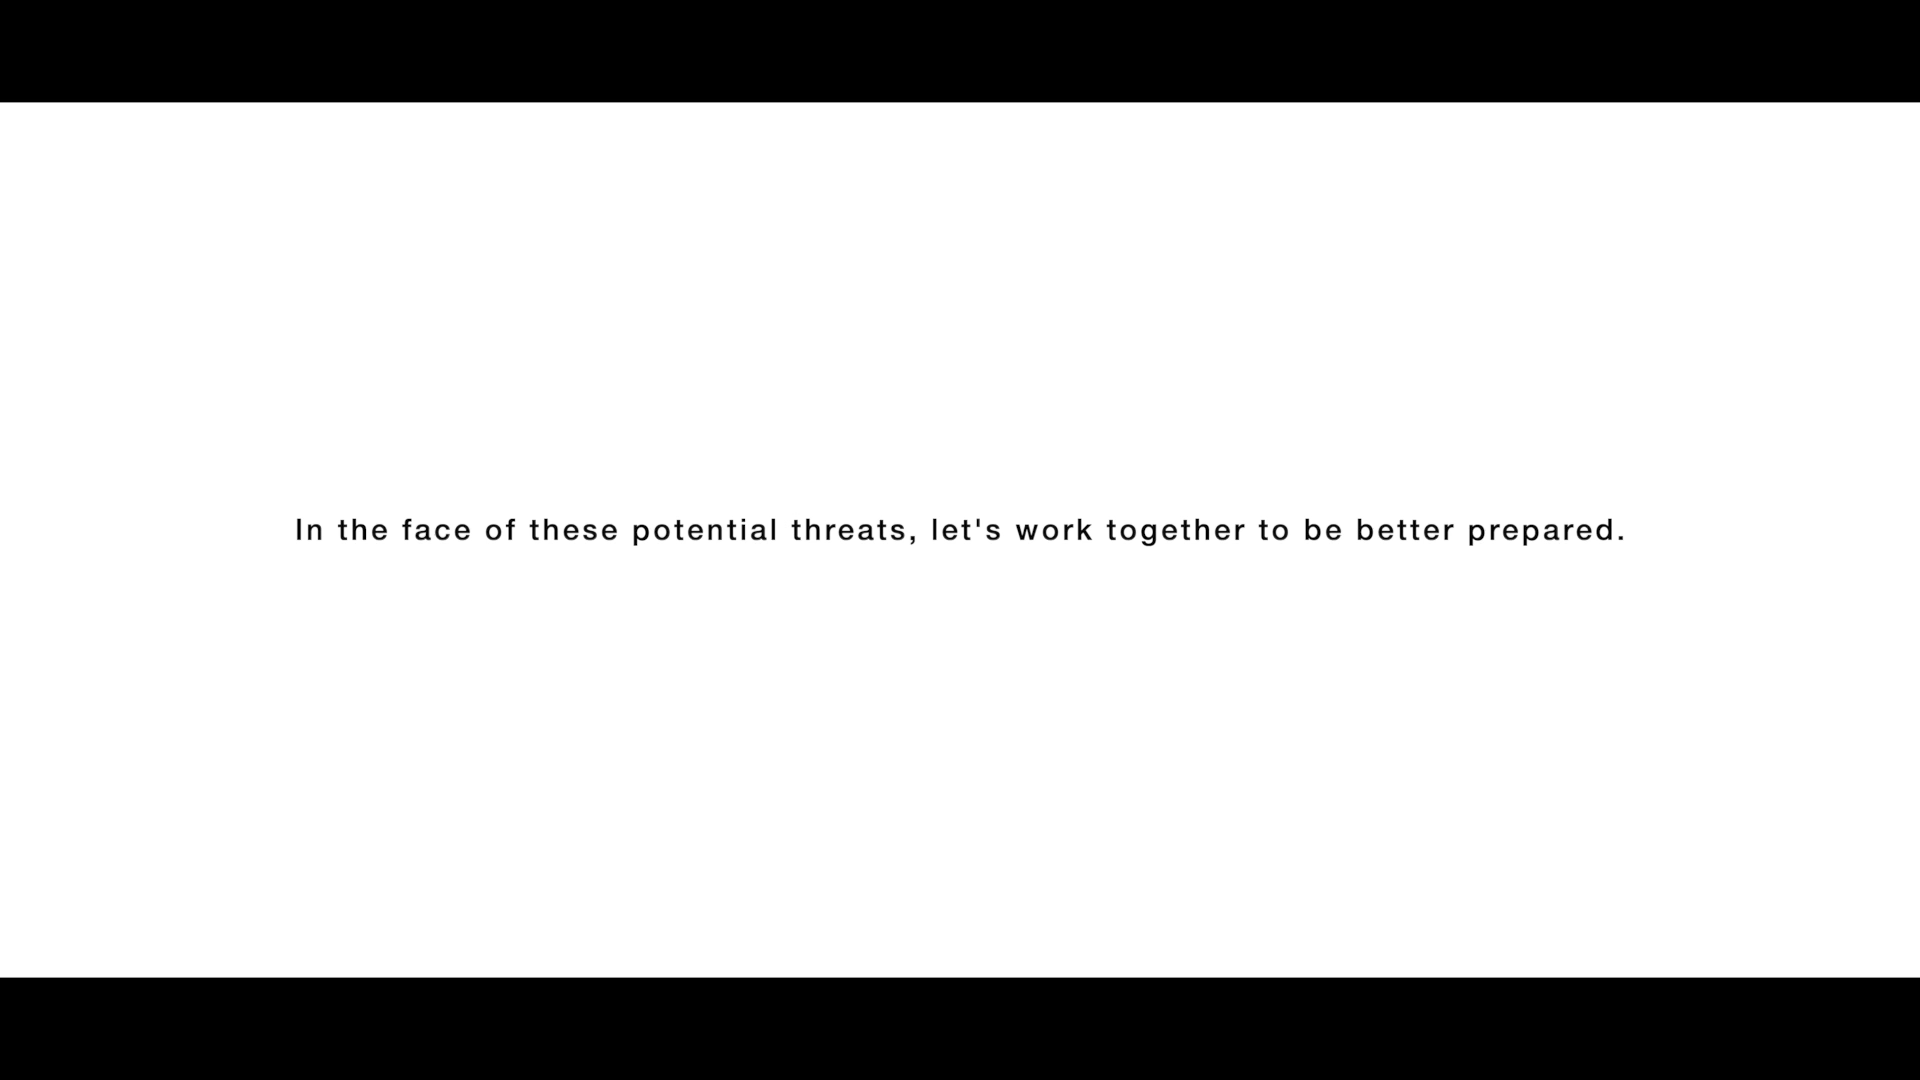 In the face of these potential threats, let's work together to be better prepared.